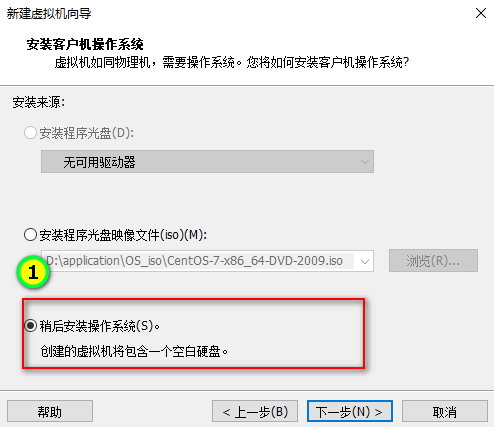 新建虚拟机向导
安装客户机操作系统
虚拟机如同物理机，需要操作系统。您将如何安装客户机操作系统?
安装来源:
安装程序光盘(D):
无可用驱动器
安装程序光盘映像文件(iso)(M):
D:\application\OS_iso\CentOS-7-x86_64-DVD-2009.iso
浏览(R)...
1
稍后安装操作系统(S)。
创建的虚拟机将包含一个空白硬盘。
帮助
< 上一步(B)
下一步(N) >
取消